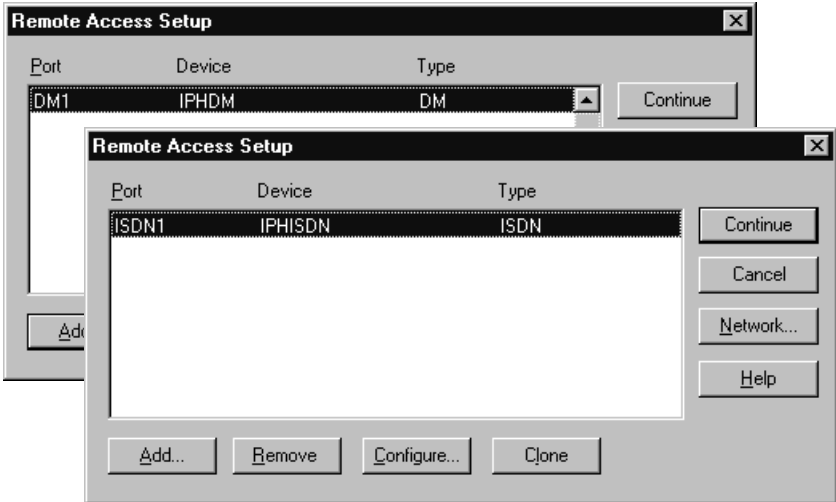 Remote Access Setup
Port Device Type
DM1 IPHDM DM
Continue
Remote Access Setup
Port Device Type
ISDN1 IPHISDN ISDN
Continue
Cancel
Network...
Help
Add... Remove Configure... Clone